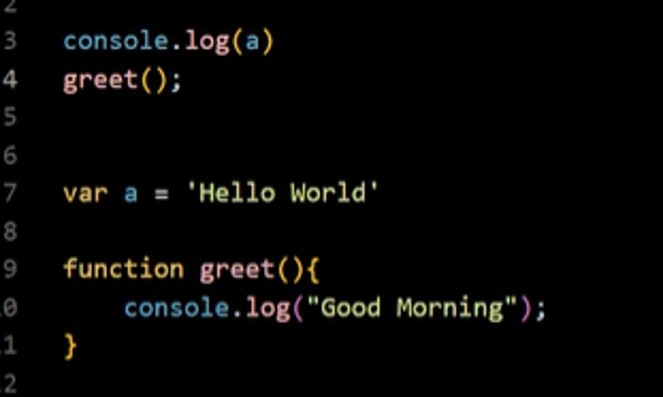 2
3 console.log(a)
4 greet();
5
6
7 var a = 'Hello World'
8
9 function greet(){
0 console.log("Good Morning");
1 }
2